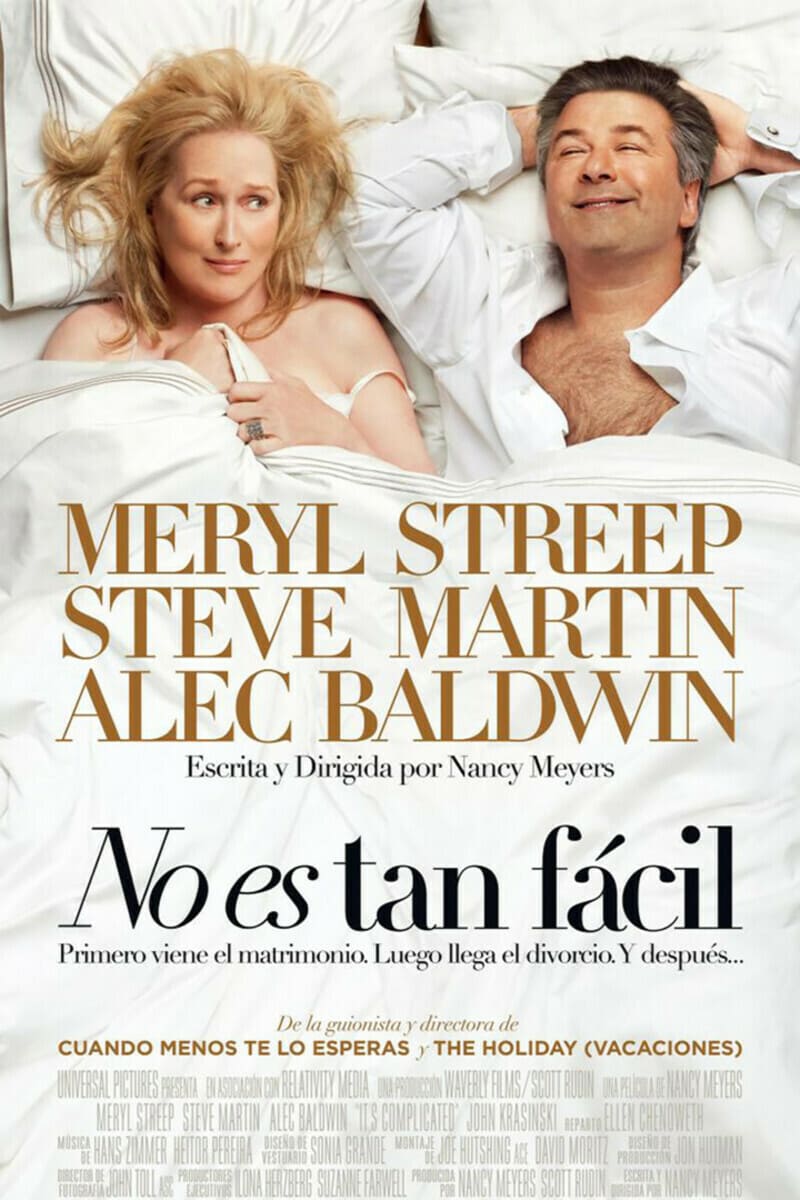 MERYL STREEP
STEVE MARTIN
ALEC BALDWIN
Escrita y Dirigida por Nancy Meyers
No es tan fácil
Primero viene el matrimonio. Luego llega el divorcio. Y después...
De la guionista y directora de
CUANDO MENOS TE LO ESPERAS y THE HOLIDAY (VACACIONES)
UNIVERSAL PICTURES PRESENTA EN ASOCIACIÓN CON RELATIVITY MEDIA UNA PRODUCCIÓN WAVERLY FILMS/SCOTT RUDIN UNA PELÍCULA DE NANCY MEYERS
MERYL STREEP STEVE MARTIN ALEC BALDWIN "IT'S COMPLICATED" JOHN KRASINSKI REPARTO ELLEN CHENOWETH
MÚSICA DE HANS ZIMMER HEITOR PEREIRA DISEÑO DE VESTUARIO SONIA GRANDE MONTAJE DE JOE HUTSHING ACE DAVID MORITZ DISEÑO DE PRODUCCIÓN JON HUTMAN
DIRECTOR DE FOTOGRAFÍA JOHN TOLL ASC PRODUCTORES EJECUTIVOS ILONA HERZBERG SUZANNE FARWELL PRODUCIDA POR NANCY MEYERS SCOTT RUDIN ESCRITA Y DIRIGIDA POR NANCY MEYERS